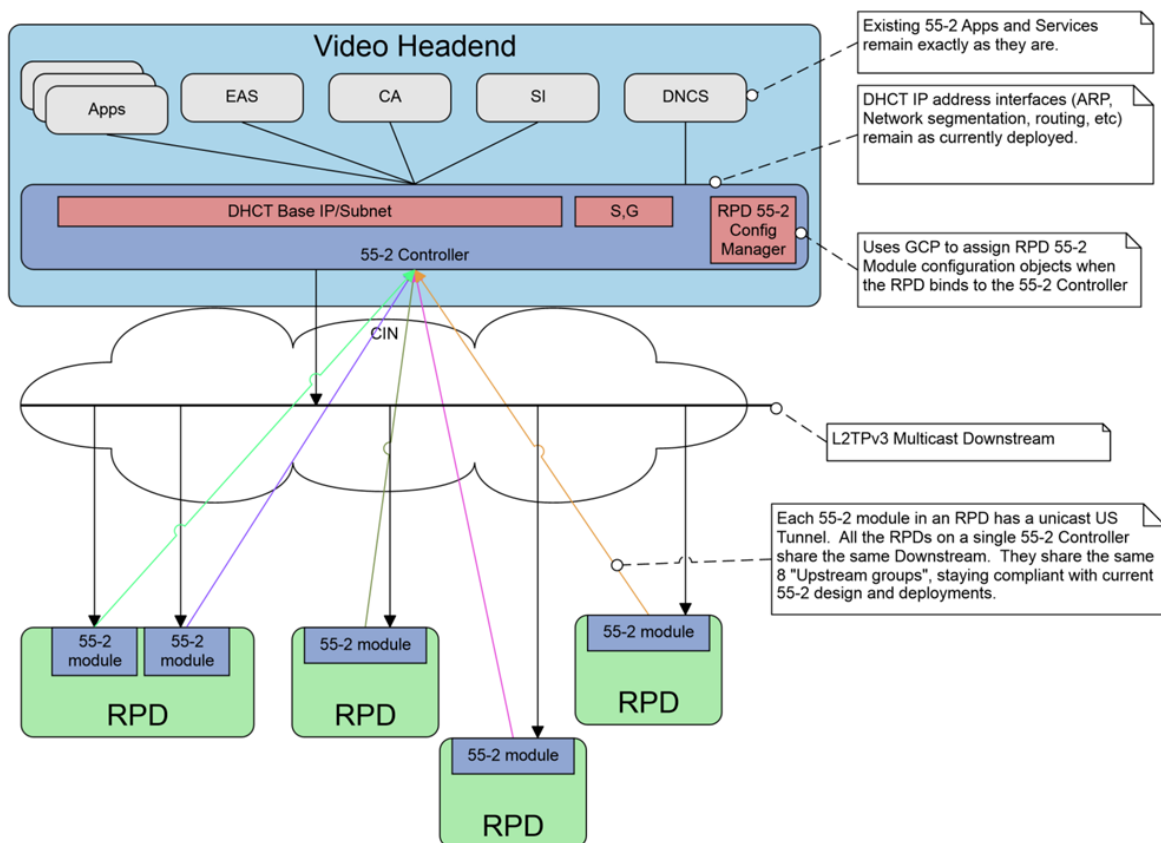 Video Headend
Apps
EAS
CA
SI
DNCS
DHCT Base IP/Subnet
S,G
RPD 55-2
Config
Manager
55-2 Controller
Existing 55-2 Apps and Services
remain exactly as they are.
DHCT IP address interfaces (ARP,
Network segmentation, routing, etc)
remain as currently deployed.
Uses GCP to assign RPD 55-2
Module configuration objects when
the RPD binds to the 55-2 Controller
CIN
L2TPv3 Multicast Downstream
Each 55-2 module in an RPD has a unicast US
Tunnel. All the RPDs on a single 55-2 Controller
share the same Downstream. They share the same
8 "Upstream groups", staying compliant with current
55-2 design and deployments.
55-2
module
55-2
module
RPD
55-2 module
RPD
55-2 module
RPD
55-2 module
RPD